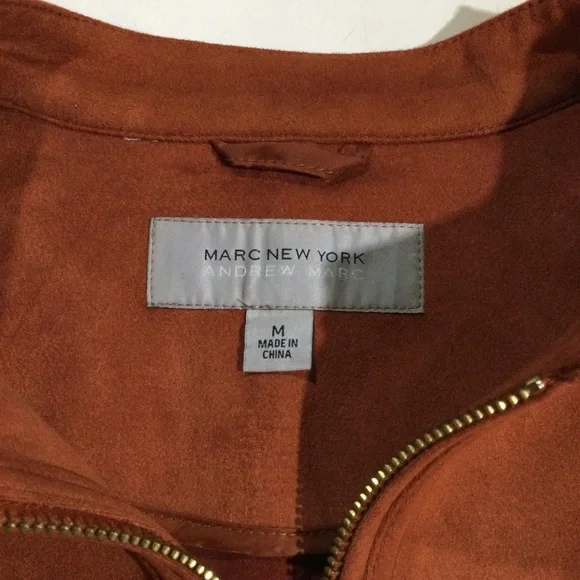 MARC NEW YORK
ANDREW MARC
M
MADE IN
CHINA